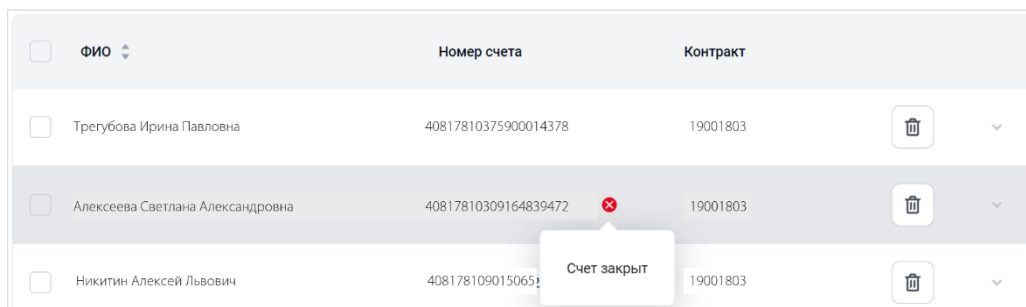 ФИО Номер счета Контракт
Трегубова Ирина Павловна 40817810375900014378 19001803
Алексеева Светлана Александровна 40817810309164839472 19001803
Счет закрыт
Никитин Алексей Львович 408178109015065 19001803